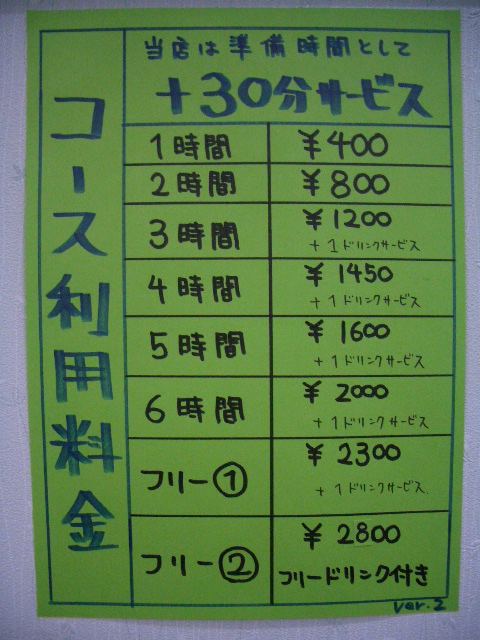 コース利用料金
当店は準備時間として
+30分サービス
1時間 ¥400
2時間 ¥800
3時間 ¥1200
+1ドリンクサービス
4時間 ¥1450
+1ドリンクサービス
5時間 ¥1600
+1ドリンクサービス
6時間 ¥2000
+1ドリンクサービス
フリー① ¥2300
+1ドリンクサービス
フリー② ¥2800
フリードリンク付き
ver.2